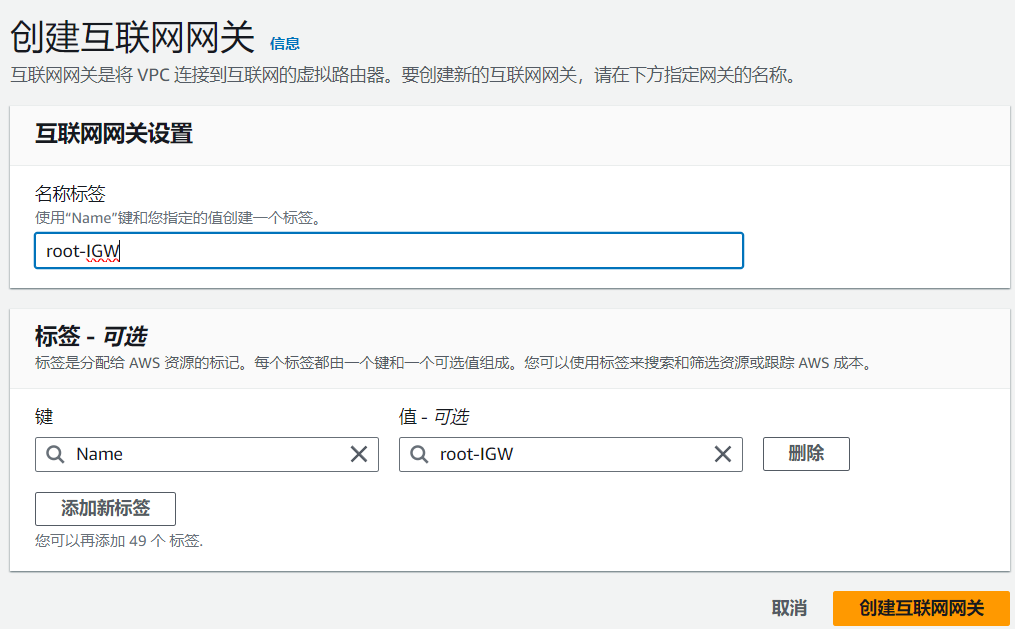 创建互联网网关 信息
互联网网关是将 VPC 连接到互联网的虚拟路由器。要创建新的互联网网关，请在下方指定网关的名称。
互联网网关设置
名称标签
使用“Name”键和您指定的值创建一个标签。
root-IGW
标签 - 可选
标签是分配给 AWS 资源的标记。每个标签都由一个键和一个可选值组成。您可以使用标签来搜索和筛选资源或跟踪 AWS 成本。
键 值 - 可选
Name root-IGW 删除
添加新标签
您可以再添加 49 个 标签.
取消 创建互联网网关